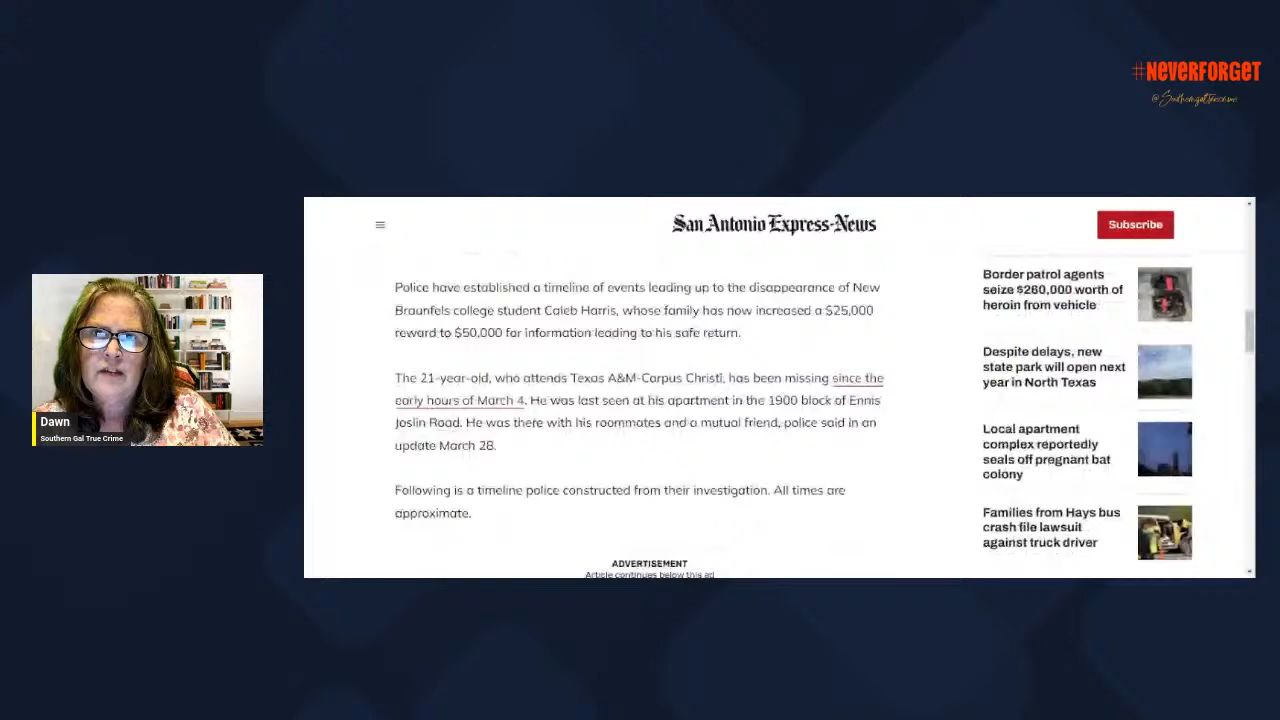 #NEVERFORGET
@Southerngaltruecrime
San Antonio Express-News
Subscribe
Police have established a timeline of events leading up to the disappearance of New
Braunfels college student Caleb Harris, whose family has now increased a $25,000
reward to $50,000 for information leading to his safe return.
The 21-year-old, who attends Texas A&M-Corpus Christi, has been missing since the
early hours of March 4. He was last seen at his apartment in the 1900 block of Ennis
Joslin Road. He was there with his roommates and a mutual friend, police said in an
update March 28.
Following is a timeline police constructed from their investigation. All times are
approximate.
ADVERTISEMENT
Article continues below this ad
Border patrol agents
seize $260,000 worth of
heroin from vehicle
Despite delays, new
state park will open next
year in North Texas
Local apartment
complex reportedly
seals off pregnant bat
colony
Families from Hays bus
crash file lawsuit
against truck driver
Dawn
Southern Gal True Crime